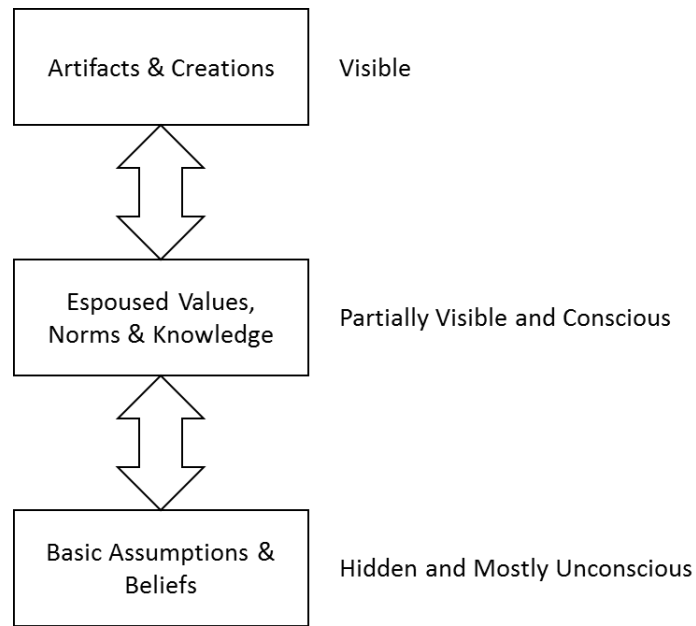 Artifacts & Creations
Visible
Espoused Values,
Norms & Knowledge
Partially Visible and Conscious
Basic Assumptions &
Beliefs
Hidden and Mostly Unconscious